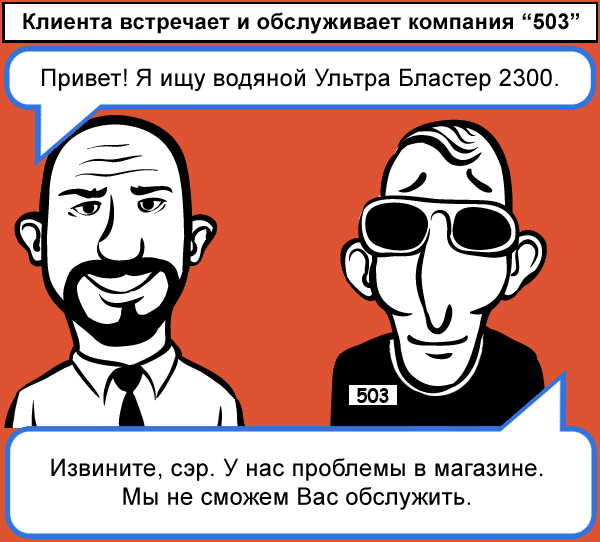 Клиента встречает и обслуживает компания “503”
Привет! Я ищу водяной Ультра Бластер 2300.
503
Извините, сэр. У нас проблемы в магазине.
Мы не сможем Вас обслужить.